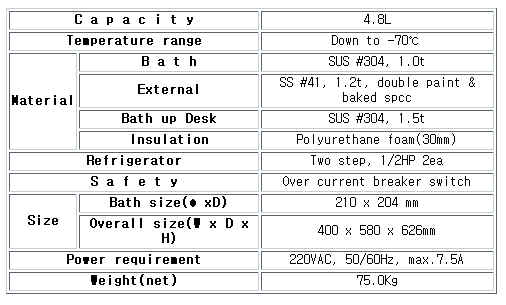 C a p a c i t y 4.8L
Temperature range Down to -70℃
Material
B a t h SUS #304, 1.0t
External SS #41, 1.2t, double paint &
baked spcc
Bath up Desk SUS #304, 1.5t
Insulation Polyurethane foam(30mm)
Refrigerator Two step, 1/2HP 2ea
S a f e t y Over current breaker switch
Size
Bath size(φ xD) 210 x 204 mm
Overall size(W x D x
H) 400 x 580 x 626mm
Power requirement 220VAC, 50/60Hz, max.7.5A
Weight(net) 75.0Kg